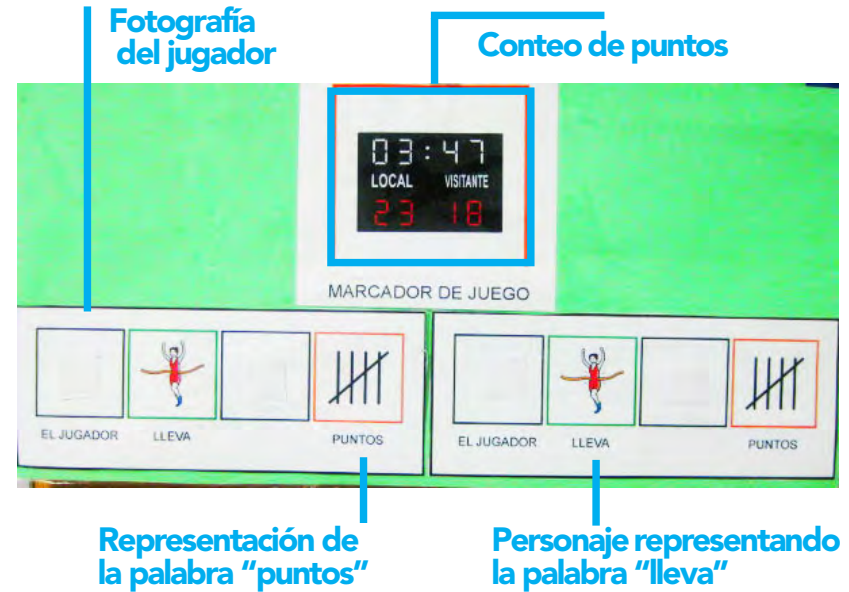 Fotografía
del jugador
Conteo de puntos
03:47
LOCAL VISITANTE
23 18
MARCADOR DE JUEGO
EL JUGADOR LLEVA PUNTOS
EL JUGADOR LLEVA PUNTOS
Representación de
la palabra “puntos”
Personaje representando
la palabra “lleva”